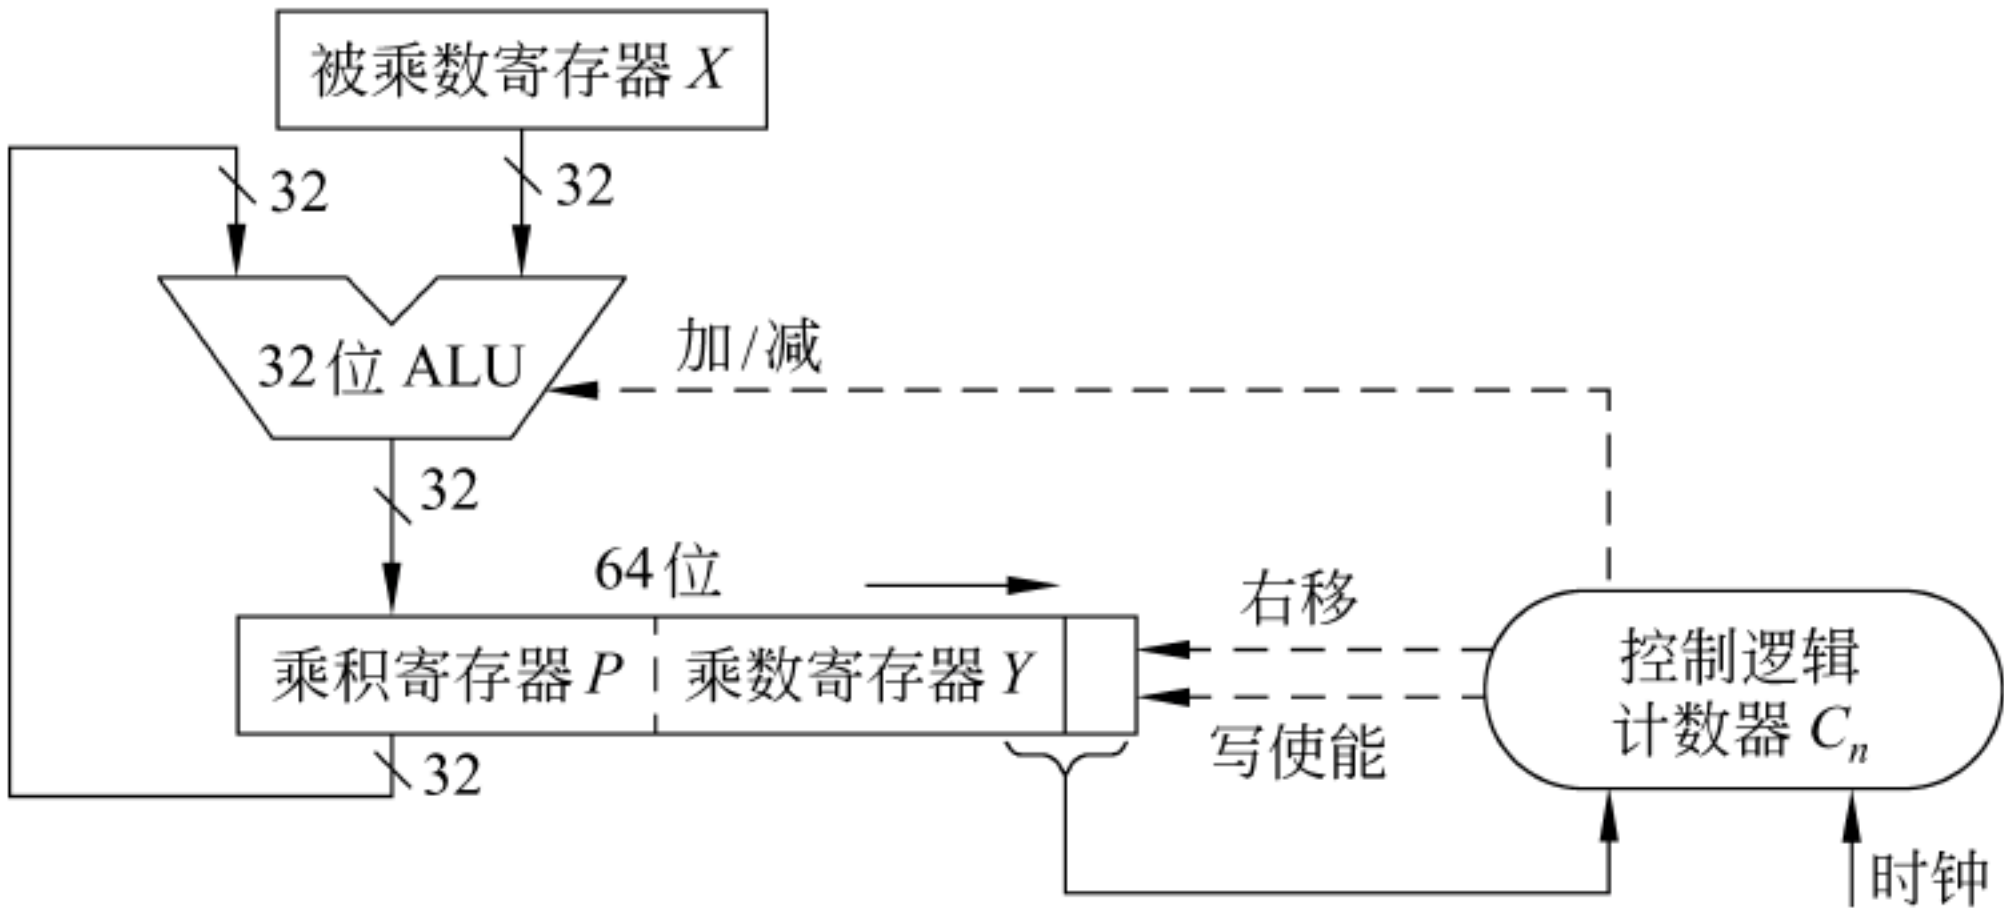 被乘数寄存器 X
32
32
32位 ALU
加/减
32
64位
右移
乘积寄存器 P
乘数寄存器 Y
控制逻辑
计数器 Cn
写使能
32
时钟